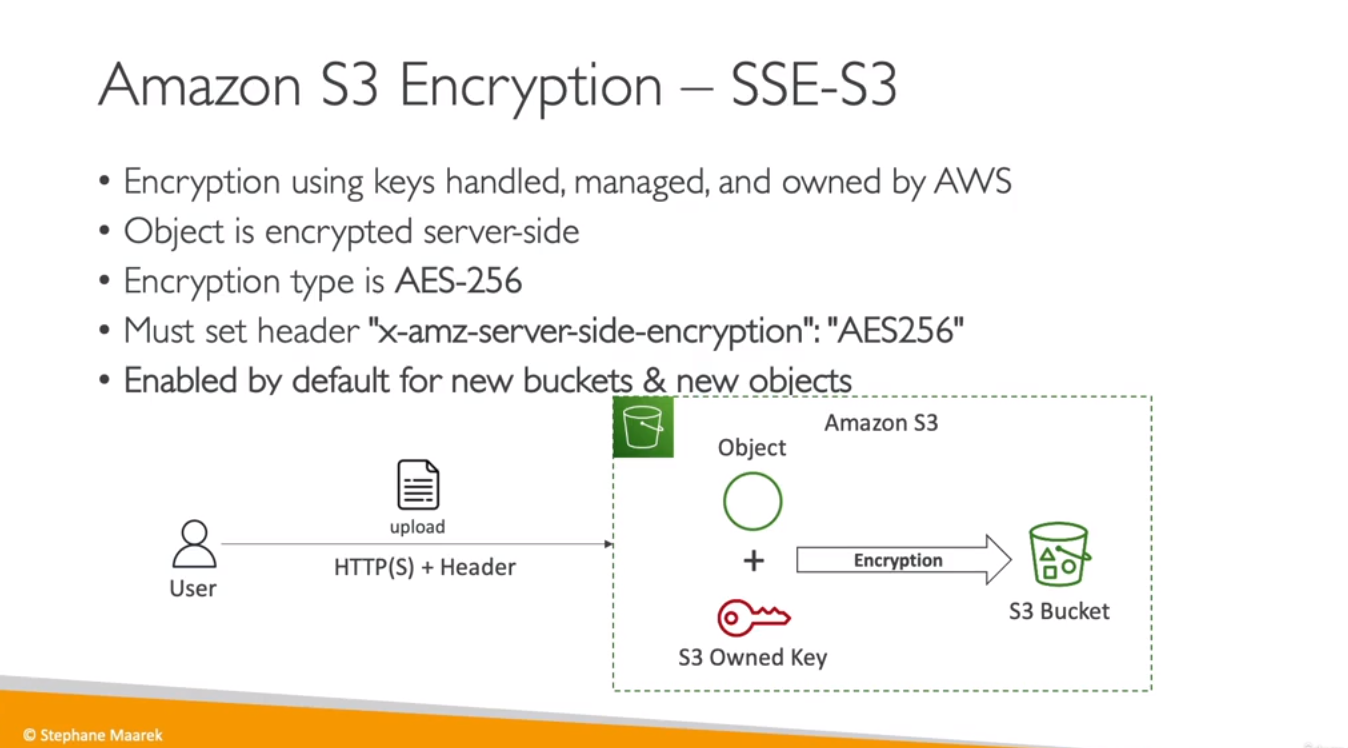 Amazon S3 Encryption – SSE-S3
• Encryption using keys handled, managed, and owned by AWS
• Object is encrypted server-side
• Encryption type is AES-256
• Must set header "x-amz-server-side-encryption": "AES256"
• Enabled by default for new buckets & new objects
Amazon S3
Object
upload
HTTP(S) + Header
User
+
Encryption
S3 Bucket
S3 Owned Key
© Stephane Maarek